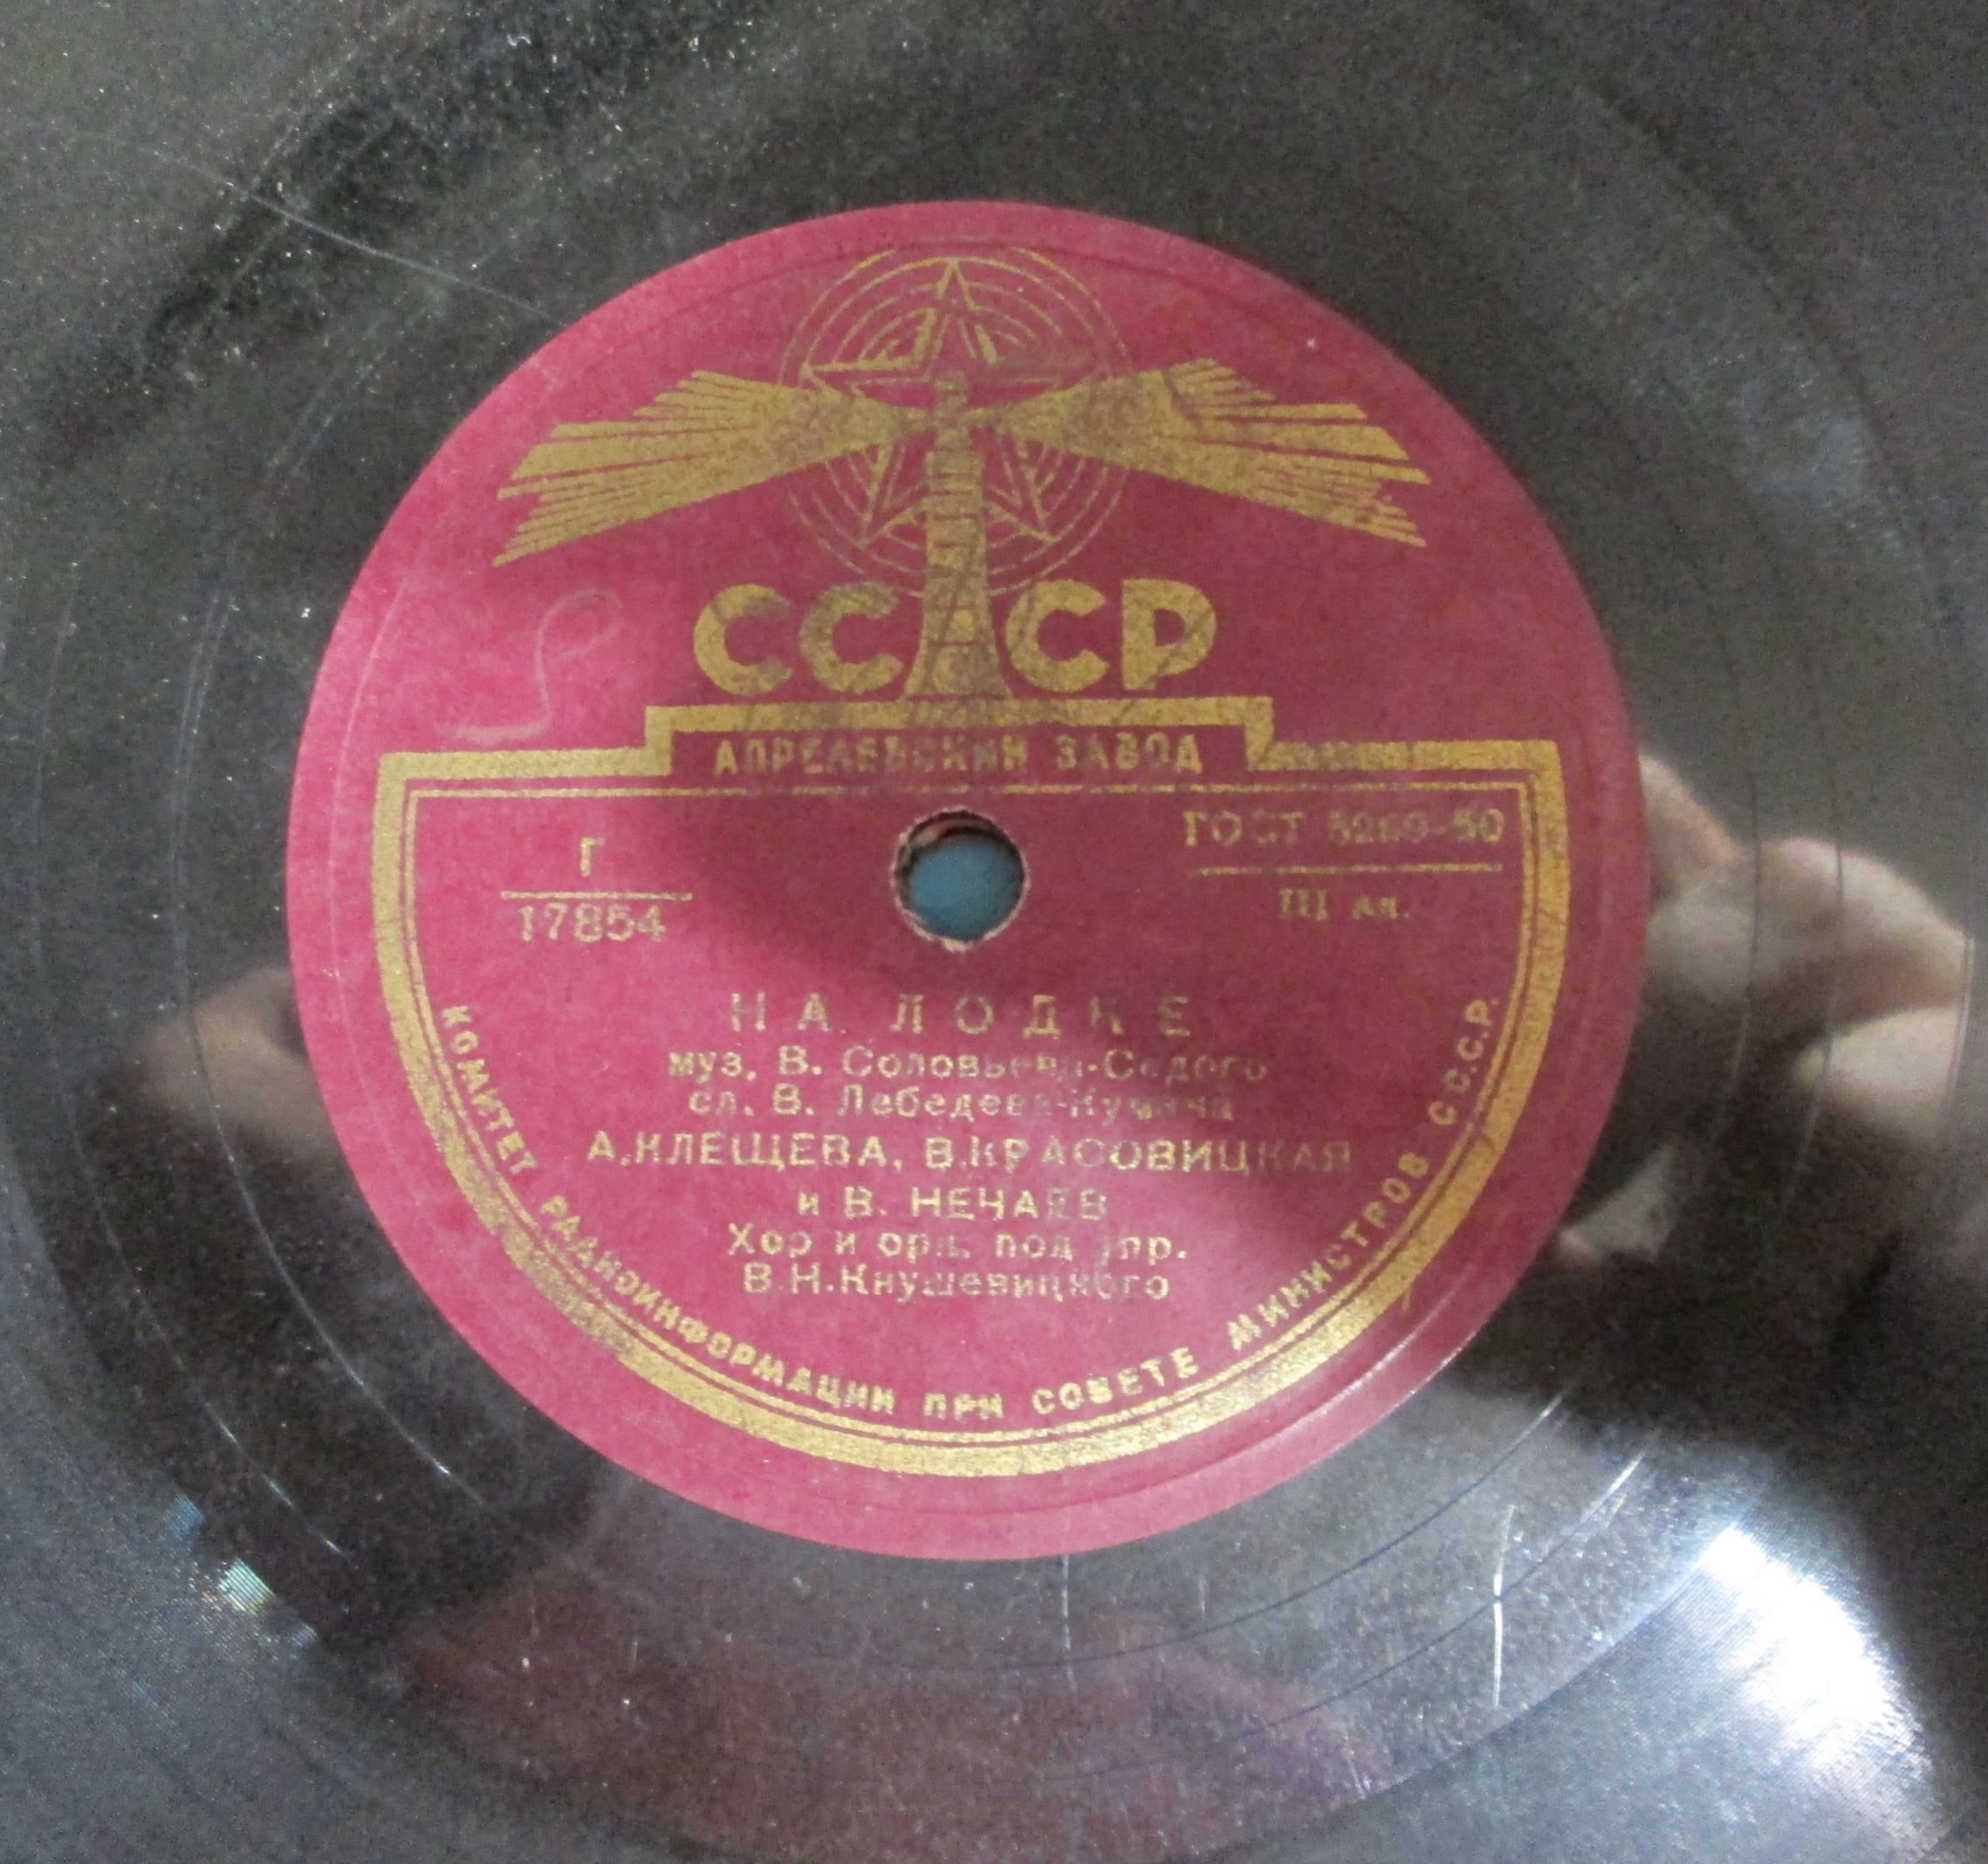 СССР
АПРЕЛЕВСКИЙ ЗАВОД
Г
17854
ГОСТ 5289-50
III кл.
НА ЛОДКЕ
муз. В. Соловьева-Седого
сл. В. Лебедева-Кумача
А. КЛЕЩЕВА, В. КРАСОВИЦКАЯ
и В. НЕЧАЕВ
Хор и орк. под упр.
В. Н. Кнушевицкого
КОМИТЕТ РАДИОИНФОРМАЦИИ ПРИ СОВЕТЕ МИНИСТРОВ С.С.С.Р.